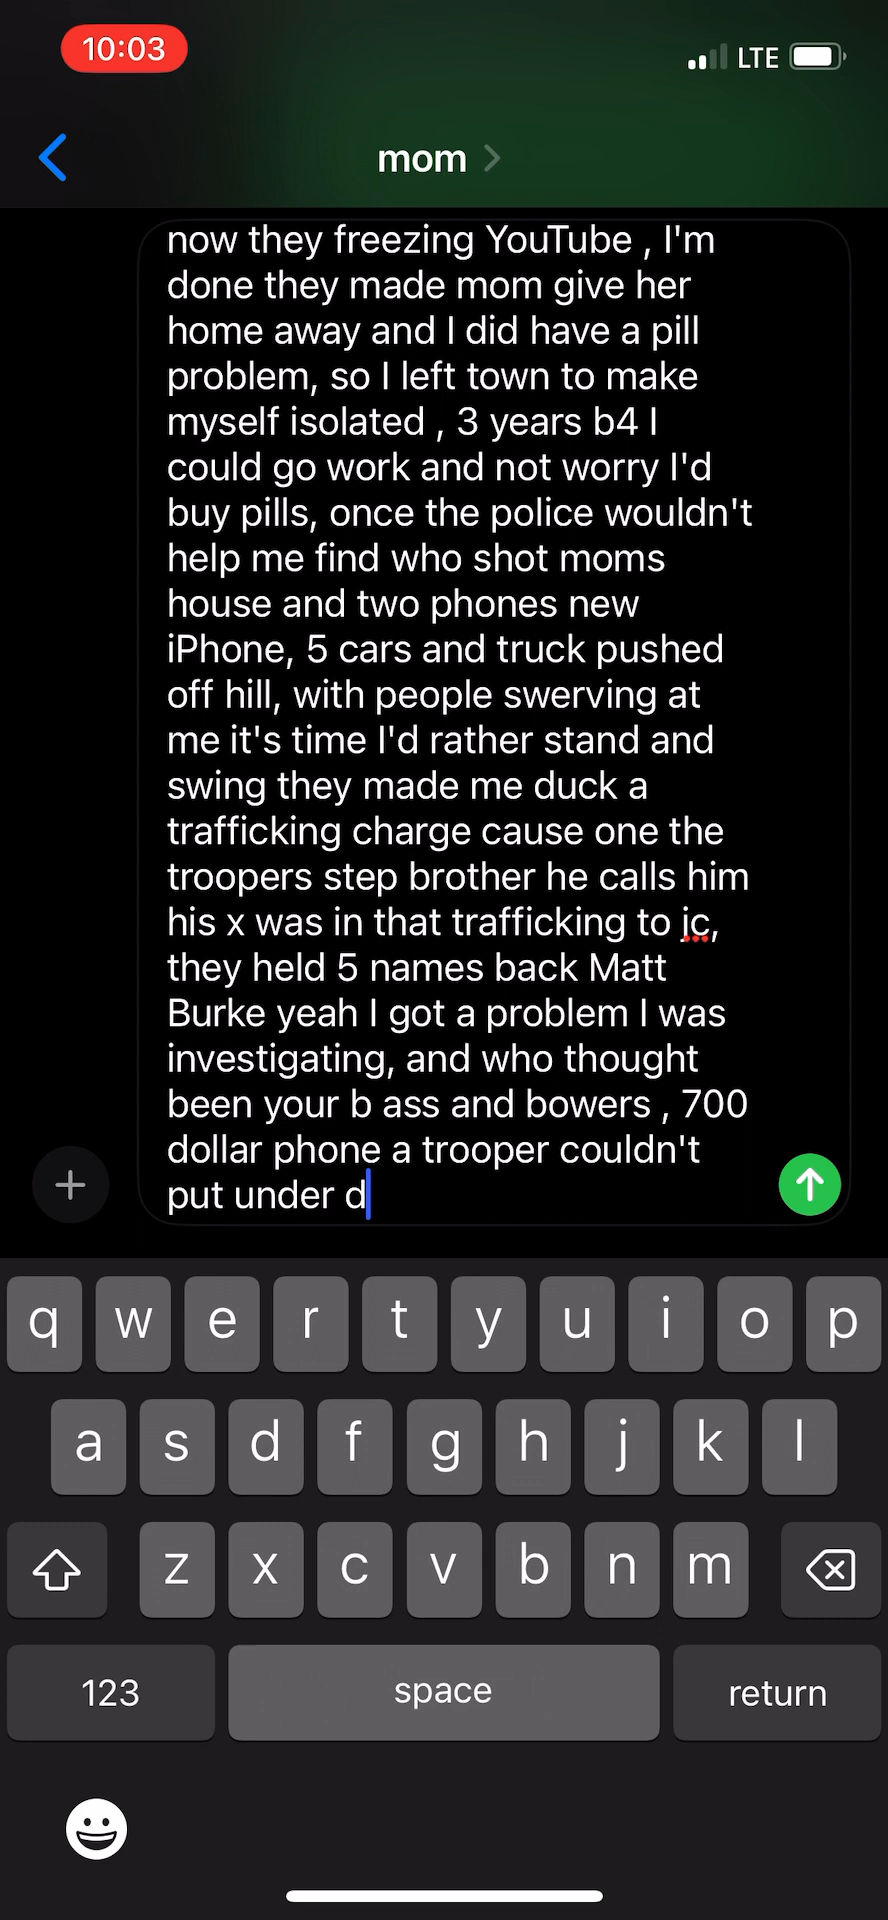 10:03
LTE
mom
now they freezing YouTube , I'm
done they made mom give her
home away and I did have a pill
problem, so I left town to make
myself isolated , 3 years b4 I
could go work and not worry I'd
buy pills, once the police wouldn't
help me find who shot moms
house and two phones new
iPhone, 5 cars and truck pushed
off hill, with people swerving at
me it's time I'd rather stand and
swing they made me duck a
trafficking charge cause one the
troopers step brother he calls him
his x was in that trafficking to jc,
they held 5 names back Matt
Burke yeah I got a problem I was
investigating, and who thought
been your b ass and bowers , 700
dollar phone a trooper couldn't
put under d
q w e r t y u i o p
a s d f g h j k l
z x c v b n m
123 space return